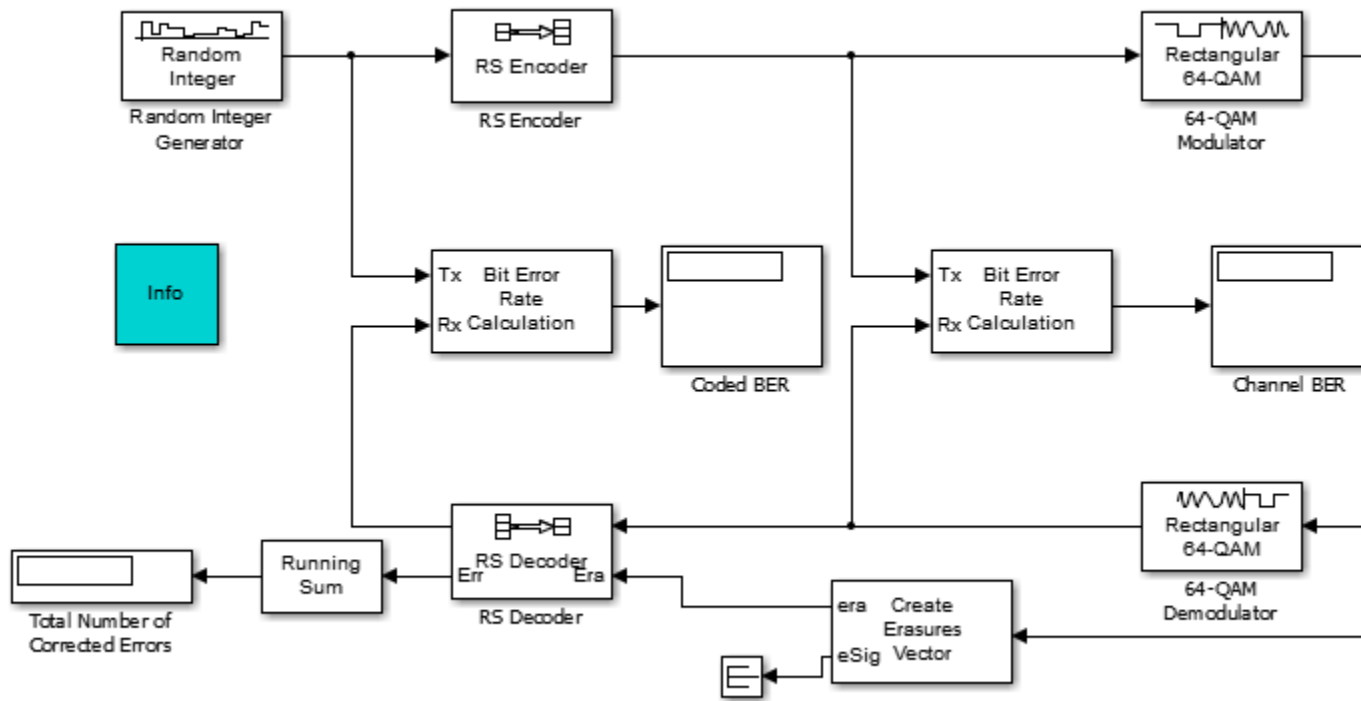 Random
Integer
Random Integer
Generator
RS Encoder
RS Encoder
Rectangular
64-QAM
64-QAM
Modulator
Info
Tx
Bit Error
Rate
Rx
Calculation
Coded BER
Tx
Bit Error
Rate
Rx
Calculation
Channel BER
Total Number of
Corrected Errors
Running
Sum
RS Decoder
Err
Era
RS Decoder
era
Create
Erasures
eSig
Vector
Rectangular
64-QAM
64-QAM
Demodulator